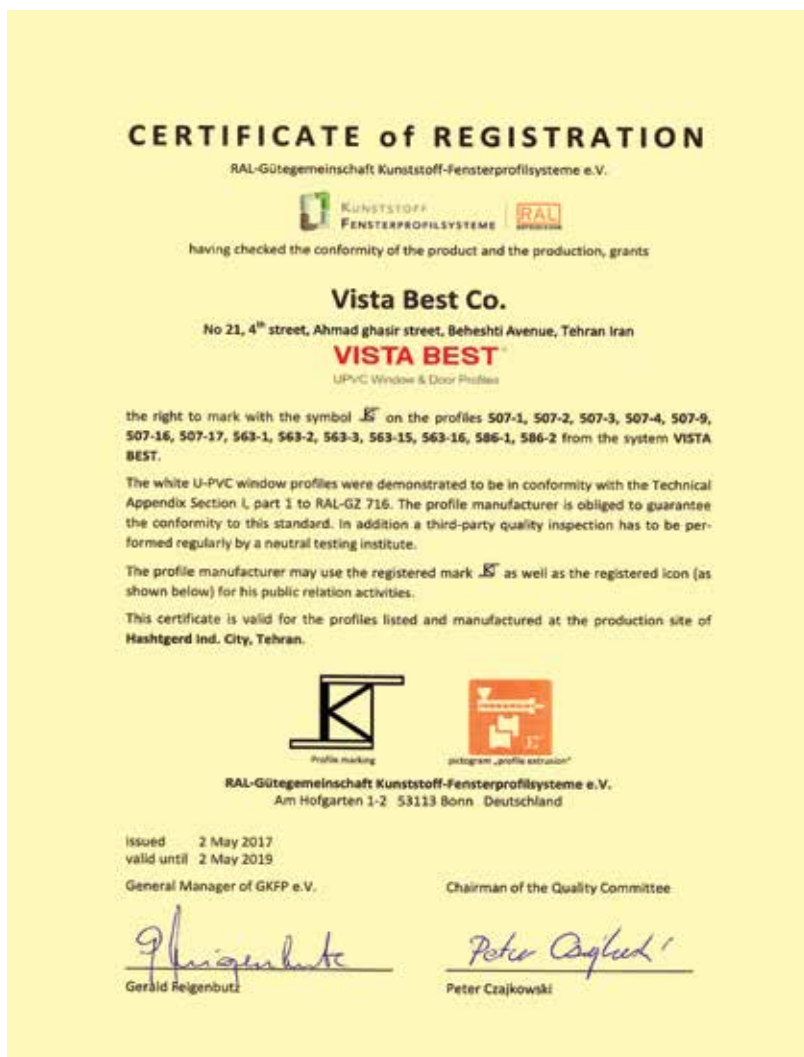 CERTIFICATE of REGISTRATION
RAL-Gütegemeinschaft Kunststoff-Fensterprofilsysteme e.V.
KUNSTSTOFF
FENSTERPROFILSYSTEME
RAL
having checked the conformity of the product and the production, grants
Vista Best Co.
No 21, 4th street, Ahmad ghasir street, Beheshti Avenue, Tehran Iran
VISTA BEST
UPVC Window & Door Profiles
the right to mark with the symbol on the profiles 507-1, 507-2, 507-3, 507-4, 507-9,
507-16, 507-17, 563-1, 563-2, 563-3, 563-15, 563-16, 586-1, 586-2 from the system VISTA
BEST.
The white U-PVC window profiles were demonstrated to be in conformity with the Technical
Appendix Section I, part 1 to RAL-GZ 716. The profile manufacturer is obliged to guarantee
the conformity to this standard. In addition a third-party quality inspection has to be per-
formed regularly by a neutral testing institute.
The profile manufacturer may use the registered mark as well as the registered icon (as
shown below) for his public relation activities.
This certificate is valid for the profiles listed and manufactured at the production site of
Hashtgerd Ind. City, Tehran.
Profile marking
pictogram „profile extrusion"
RAL-Gütegemeinschaft Kunststoff-Fensterprofilsysteme e.V.
Am Hofgarten 1-2 53113 Bonn Deutschland
issued 2 May 2017
valid until 2 May 2019
General Manager of GKFP e.V.
Chairman of the Quality Committee
Gerald Feigenbutz
Peter Czajkowski